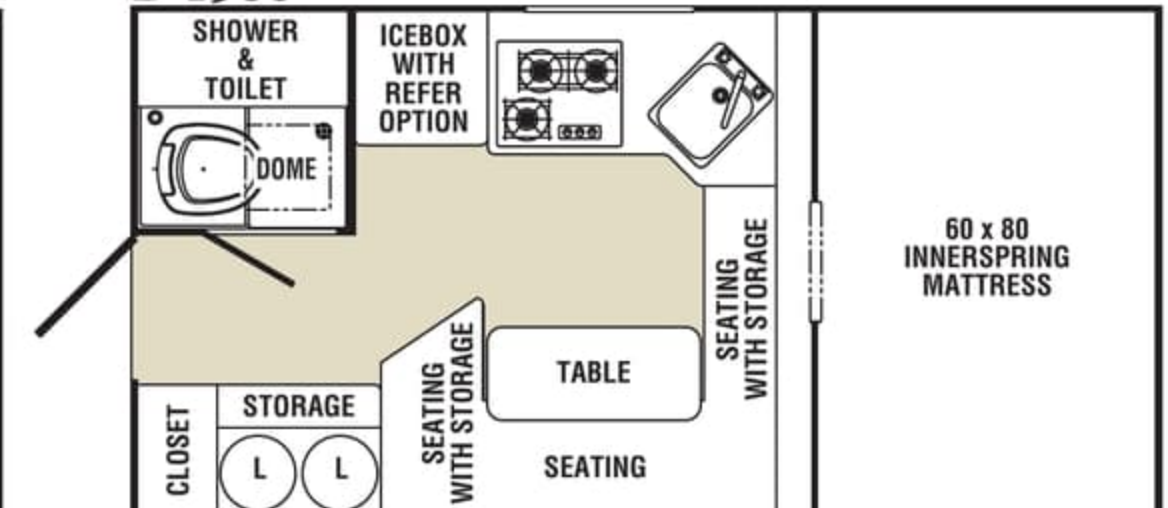 SHOWER
&
TOILET
ICEBOX
WITH
REFER
OPTION
DOME
60 x 80
INNERSPRING
MATTRESS
SEATING
WITH STORAGE
TABLE
SEATING
WITH STORAGE
STORAGE
CLOSET
L
L
SEATING